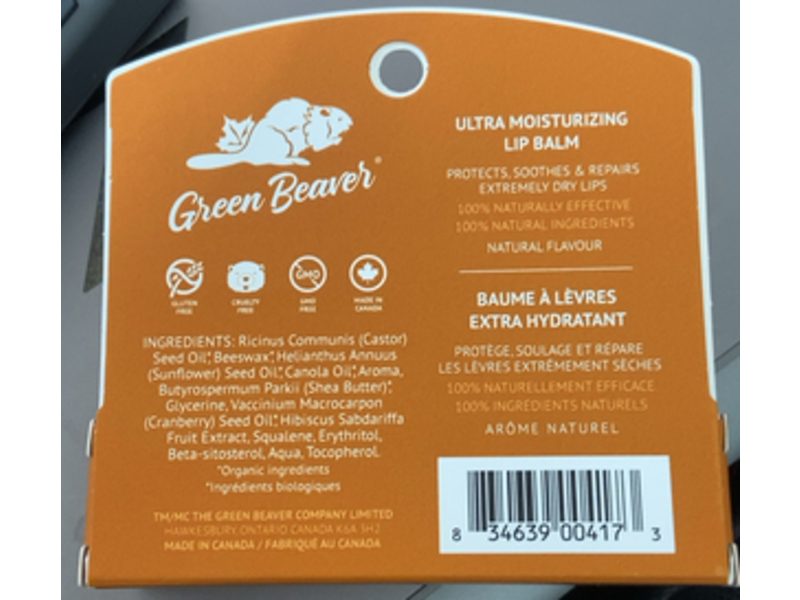 Green Beaver®
GLUTEN
FREE
CRUELTY
FREE
GMO
GMO
FREE
MADE IN
CANADA
INGREDIENTS: Ricinus Communis (Castor)
Seed Oil*, Beeswax*, Helianthus Annuus
(Sunflower) Seed Oil*, Canola Oil*, Aroma,
Butyrospermum Parkii (Shea Butter)*,
Glycerine, Vaccinium Macrocarpon
(Cranberry) Seed Oil*, Hibiscus Sabdariffa
Fruit Extract, Squalene, Erythritol,
Beta-sitosterol, Aqua, Tocopherol.
*Organic ingredients
*Ingrédients biologiques
TM/MC THE GREEN BEAVER COMPANY LIMITED
HAWKESBURY, ONTARIO CANADA K6A 3H2
MADE IN CANADA / FABRIQUÉ AU CANADA
ULTRA MOISTURIZING
LIP BALM
PROTECTS, SOOTHES & REPAIRS
EXTREMELY DRY LIPS
100% NATURALLY EFFECTIVE
100% NATURAL INGREDIENTS
NATURAL FLAVOUR
BAUME À LÈVRES
EXTRA HYDRATANT
PROTÈGE, SOULAGE ET RÉPARE
LES LÈVRES EXTRÊMEMENT SÈCHES
100% NATURELLEMENT EFFICACE
100% INGRÉDIENTS NATURELS
ARÔME NATUREL
8 34639 00417 3